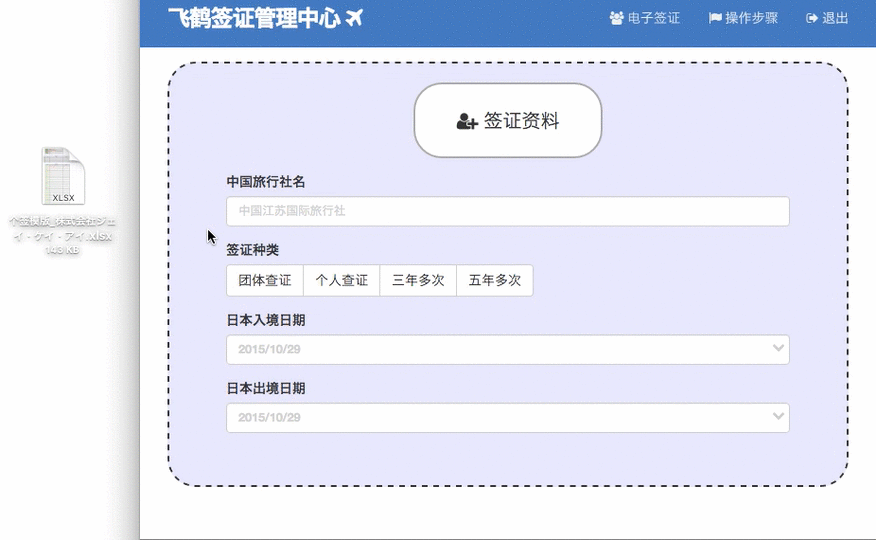 飞鹤签证管理中心
电子签证
操作步骤
退出
签证资料
中国旅行社名
中国江苏国际旅行社
签证种类
团体查证
个人查证
三年多次
五年多次
日本入境日期
2015/10/29
日本出境日期
2015/10/29
XLSX
个签模版_株式会社ジェ
イ・ケイ・アイ.XlSX
143 KB